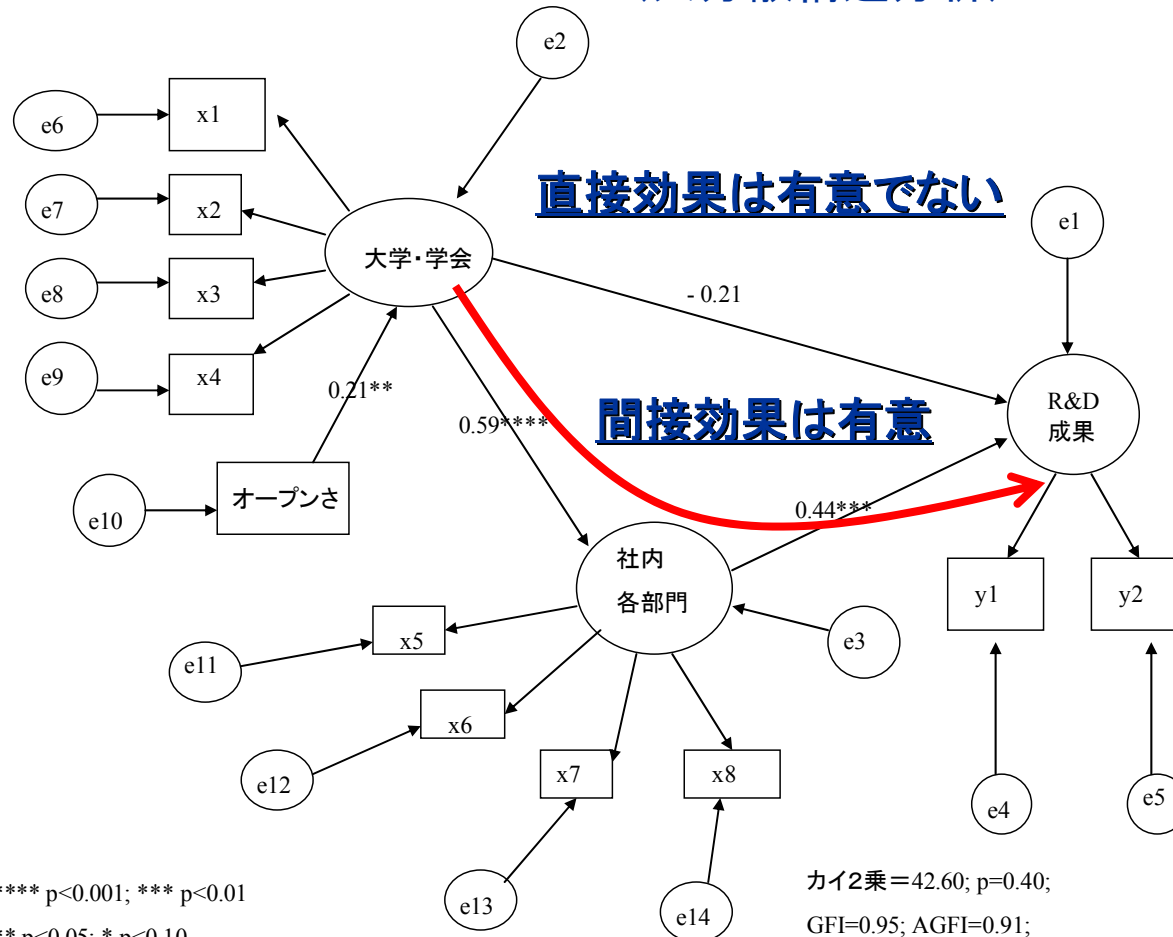 e2
e6
x1
e7
x2
直接効果は有意でない
e1
大学・学会
e8
x3
- 0.21
e9
x4
0.21**
R&D
成果
0.59****
間接効果は有意
オープンさ
e10
0.44***
社内
各部門
y1
y2
x5
e3
e11
x6
e12
x7
x8
e4
e5
e13
e14
**** p<0.001; *** p<0.01
** p<0.05; * p<0.10
カイ2乗=42.60; p=0.40;
GFI=0.95; AGFI=0.91;